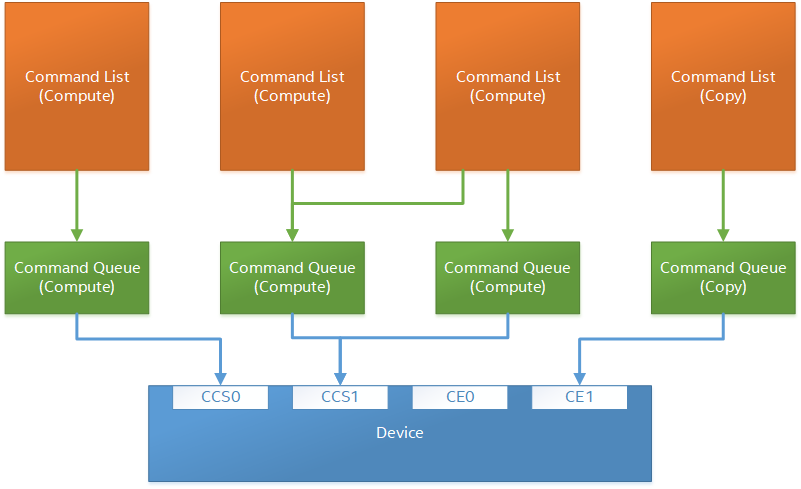 Command List
(Compute)
Command List
(Compute)
Command List
(Compute)
Command List
(Copy)
Command Queue
(Compute)
Command Queue
(Compute)
Command Queue
(Compute)
Command Queue
(Copy)
CCS0
CCS1
CE0
CE1
Device